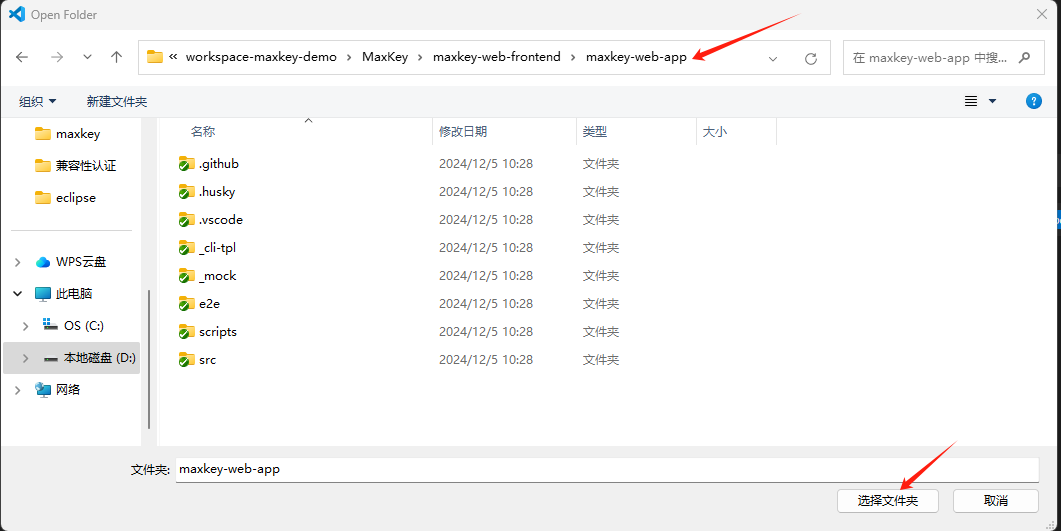 Open Folder
« workspace-maxkey-demo › MaxKey › maxkey-web-frontend › maxkey-web-app
在 maxkey-web-app 中搜...
组织 新建文件夹
maxkey
兼容性认证
eclipse
WPS云盘
此电脑
OS (C:)
本地磁盘 (D:)
网络
名称 修改日期 类型 大小
.github 2024/12/5 10:28 文件夹
.husky 2024/12/5 10:28 文件夹
.vscode 2024/12/5 10:28 文件夹
_cli-tpl 2024/12/5 10:28 文件夹
_mock 2024/12/5 10:28 文件夹
e2e 2024/12/5 10:28 文件夹
scripts 2024/12/5 10:28 文件夹
src 2024/12/5 10:28 文件夹
文件夹: maxkey-web-app
选择文件夹 取消